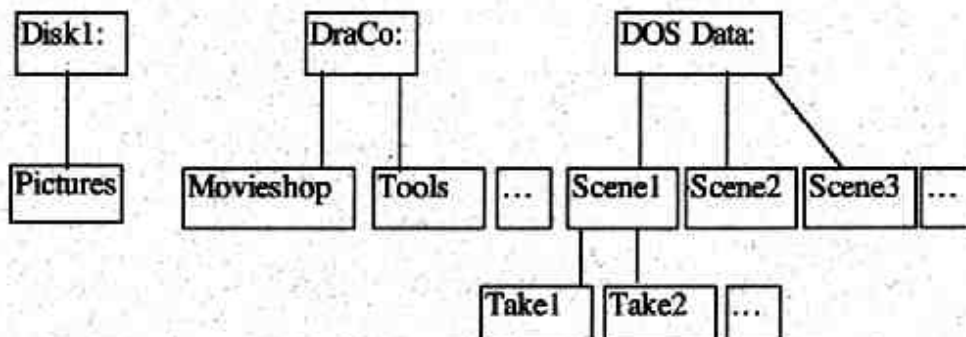 Disk1: DraCo: DOS Data:
Pictures Movieshop Tools ... Scene1 Scene2 Scene3 ...
Take1 Take2 ...